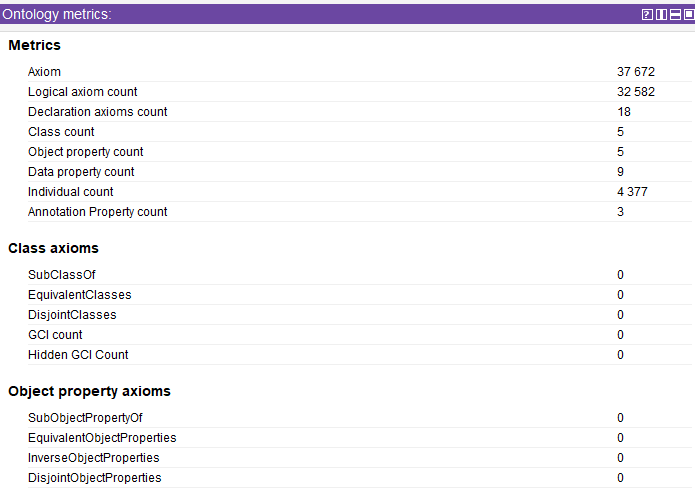 Ontology metrics:
Metrics
Axiom 37 672
Logical axiom count 32 582
Declaration axioms count 18
Class count 5
Object property count 5
Data property count 9
Individual count 4 377
Annotation Property count 3
Class axioms
SubClassOf 0
EquivalentClasses 0
DisjointClasses 0
GCI count 0
Hidden GCI Count 0
Object property axioms
SubObjectPropertyOf 0
EquivalentObjectProperties 0
InverseObjectProperties 0
DisjointObjectProperties 0